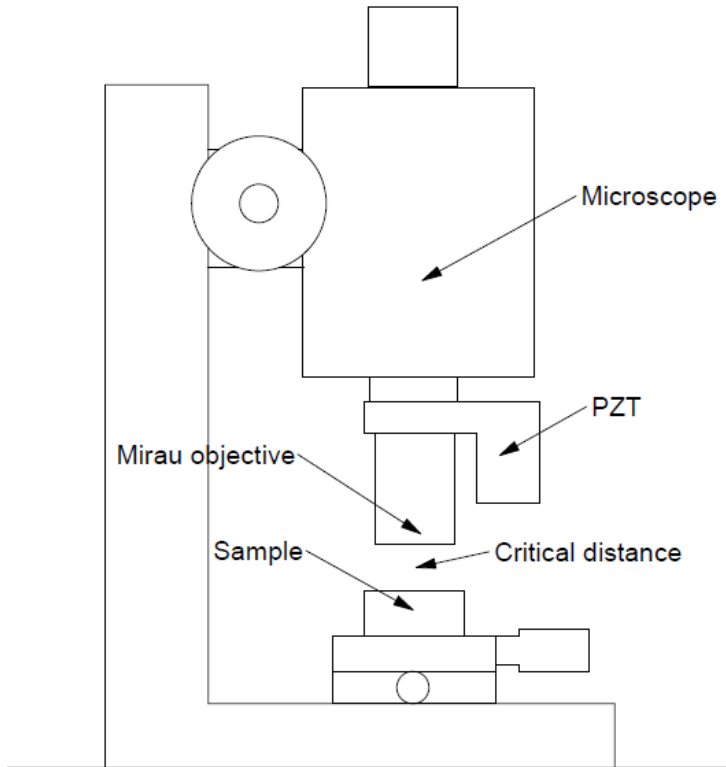 Microscope
PZT
Mirau objective
Sample
Critical distance